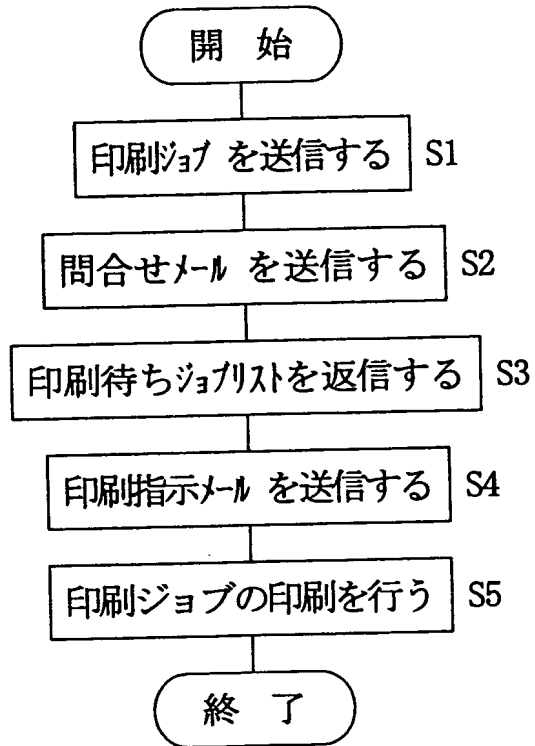 開 始
印刷ジョブ を送信する S1
問合せメール を送信する S2
印刷待ちジョブリストを返信する S3
印刷指示メール を送信する S4
印刷ジョブの印刷を行う S5
終 了